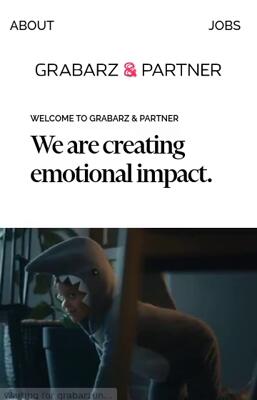 ABOUT JOBS
GRABARZ & PARTNER
WELCOME TO GRABARZ & PARTNER
We are creating
emotional impact.
Waiting for grabarzun...